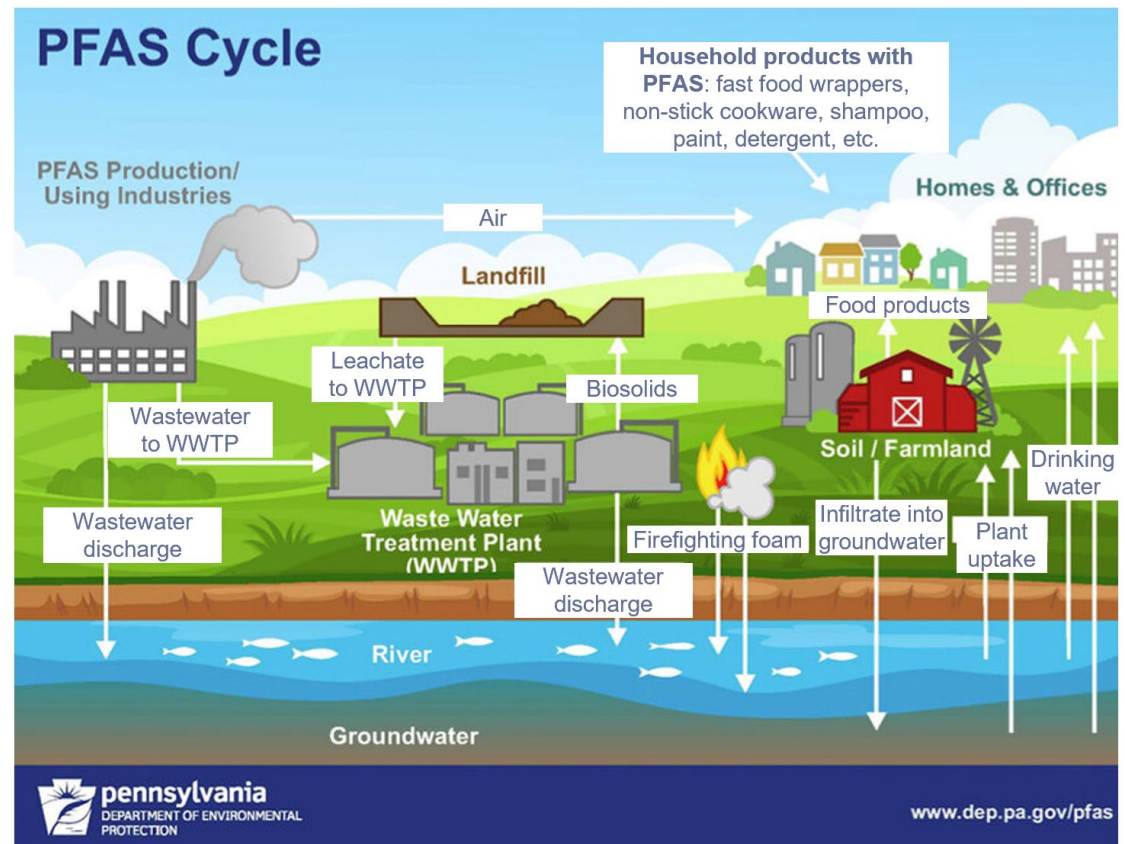 PFAS Cycle
Household products with
PFAS: fast food wrappers,
non-stick cookware, shampoo,
paint, detergent, etc.
PFAS Production/
Using Industries
Homes & Offices
Air
Landfill
Food products
Leachate
to WWTP
Biosolids
Wastewater
to WWTP
Soil / Farmland
Drinking
water
Waste Water
Treatment Plant
(WWTP)
Wastewater
discharge
Firefighting foam
Infiltrate into
groundwater
Plant
uptake
Wastewater
discharge
River
Groundwater
pennsylvania
DEPARTMENT OF ENVIRONMENTAL
PROTECTION
www.dep.pa.gov/pfas